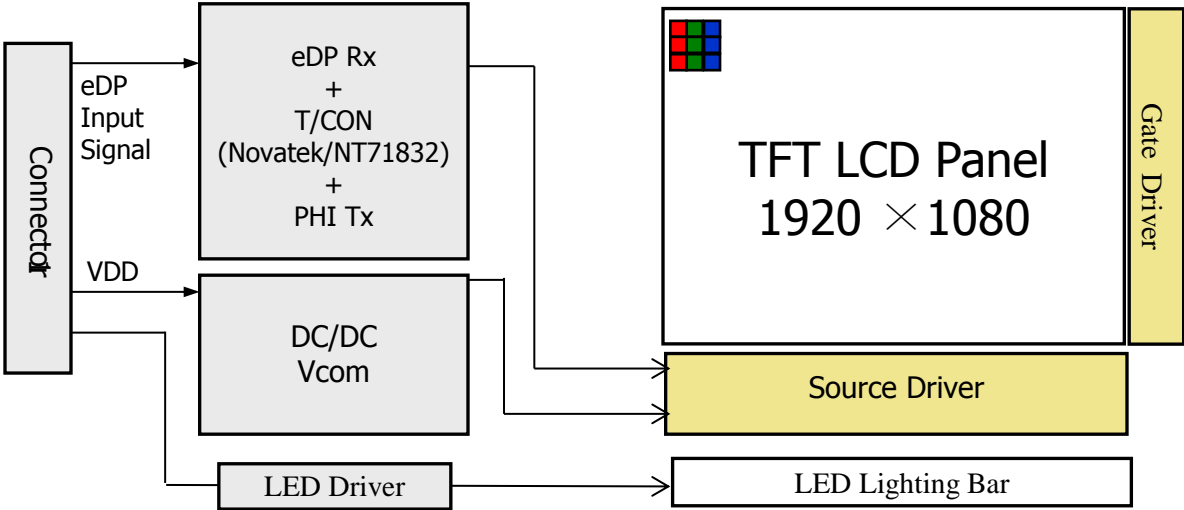 Connector
eDP
Input
Signal
VDD
eDP Rx
+
T/CON
(Novatek/NT71832)
+
PHI Tx
DC/DC
Vcom
LED Driver
TFT LCD Panel
1920 ×1080
Gate Driver
Source Driver
LED Lighting Bar